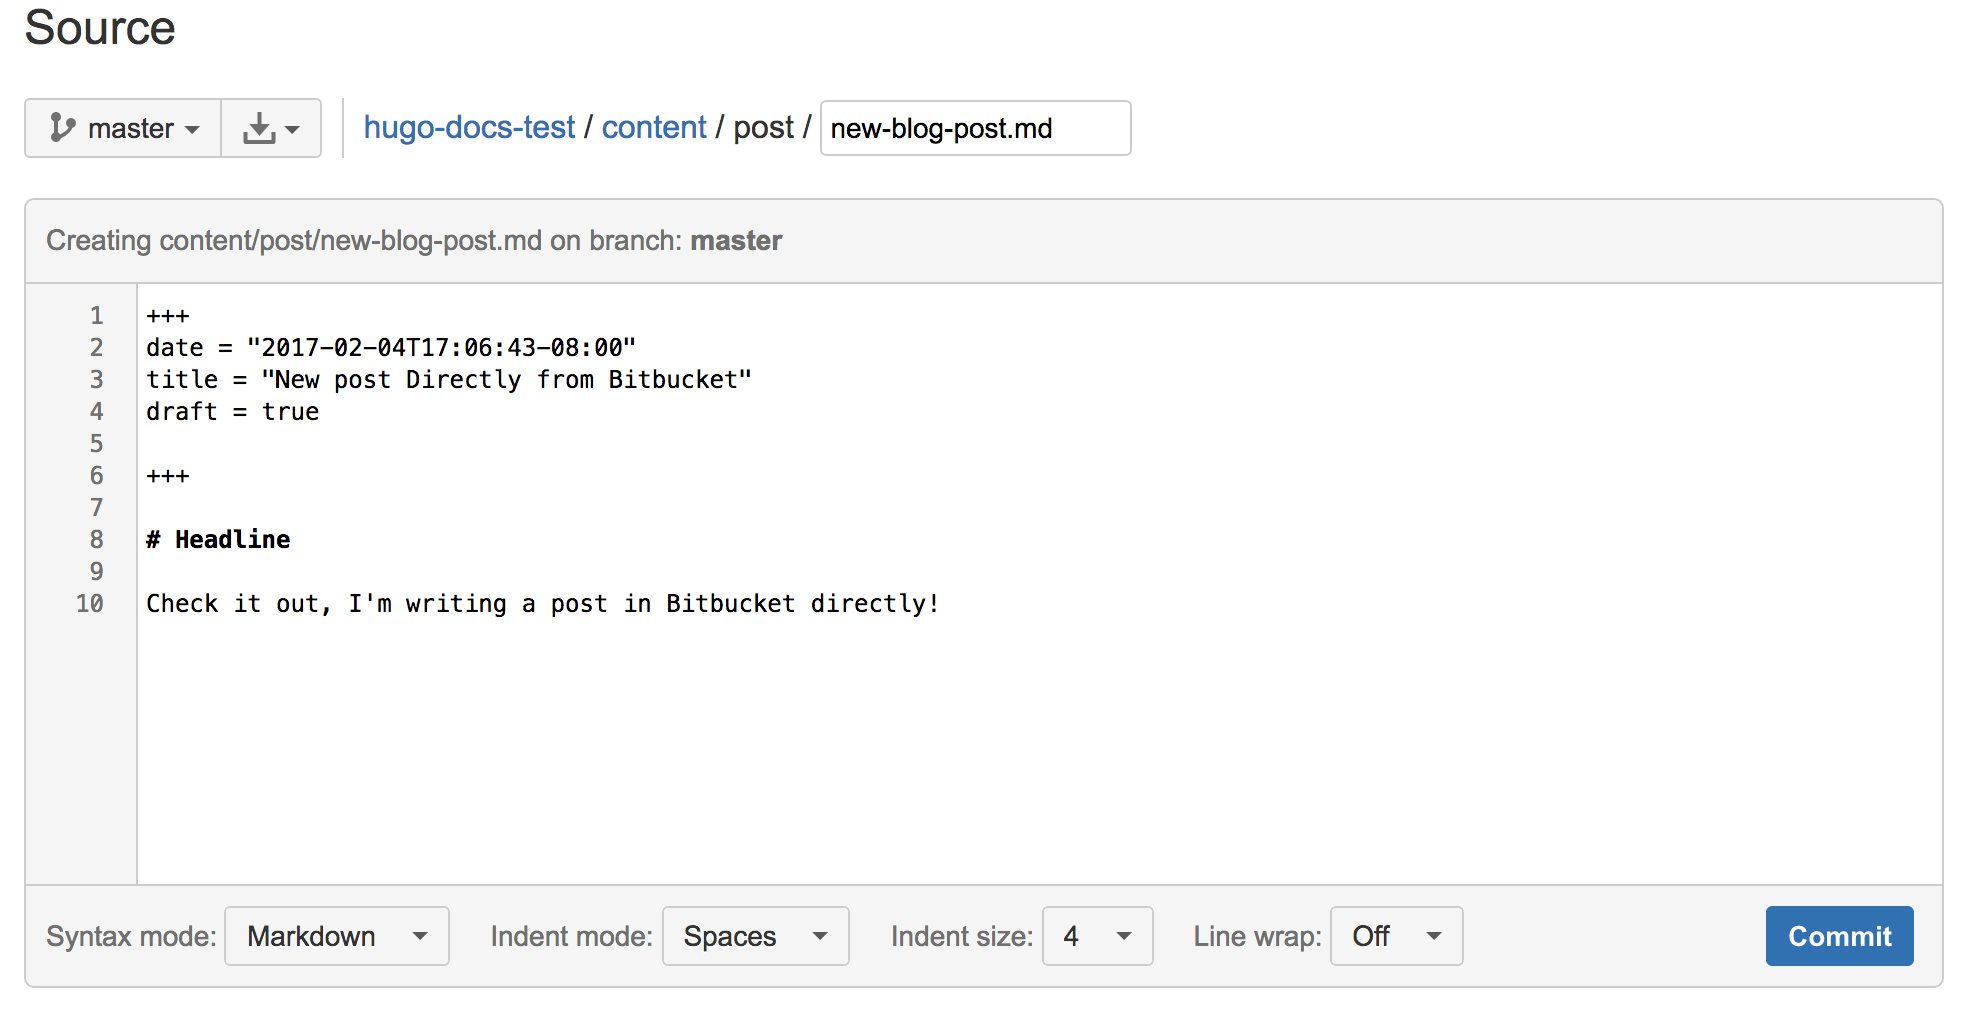 Source
master
hugo-docs-test / content / post / new-blog-post.md
Creating content/post/new-blog-post.md on branch: master
1 +++
2 date = "2017-02-04T17:06:43-08:00"
3 title = "New post Directly from Bitbucket"
4 draft = true
5
6 +++
7
8 # Headline
9
10 Check it out, I'm writing a post in Bitbucket directly!
Syntax mode: Markdown Indent mode: Spaces Indent size: 4 Line wrap: Off Commit